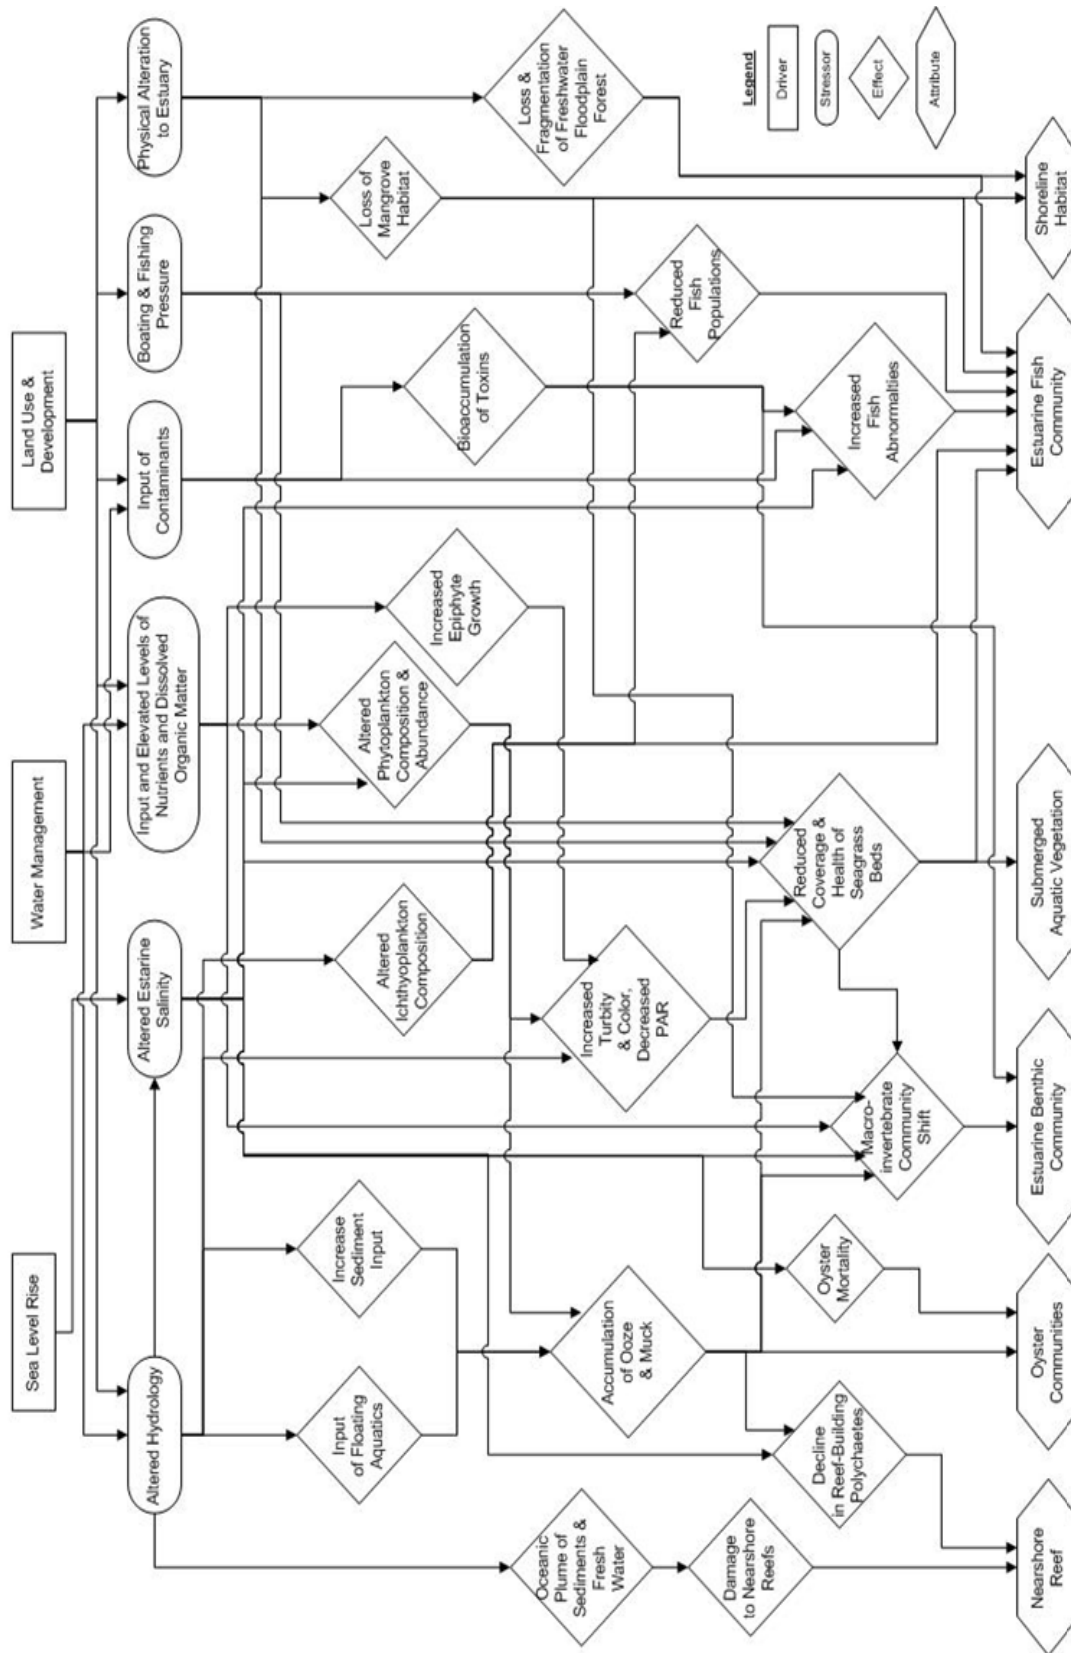 Sea Level Rise
Water Management
Land Use &
Development
Altered Hydrology
Altered Estarine
Salinity
Input and Elevated Levels of
Nutrients and Dissolved
Organic Matter
Input of
Contaminants
Boating & Fishing
Pressure
Physical Alteration
to Estuary
Input
of Floating
Aquatics
Increase
Sediment
Input
Altered
Ichthyoplankton
Composition
Altered
Phytoplankton
Composition &
Abundance
Increased
Epiphyte
Growth
Bioaccumulation
of Toxins
Loss of
Mangrove
Habitat
Loss &
Fragmentation
of Freshwater
Floodplain
Forest
Oceanic
Plume of
Sediments &
Fresh
Water
Accumulation
of Ooze
& Muck
Increased
Turbity
& Color,
Decreased
PAR
Reduced
Fish
Populations
Damage
to Nearshore
Reefs
Decline
in Reef-Building
Polychaetes
Oyster
Mortality
Macro-
invertebrate
Community
Shift
Reduced
Coverage &
Health of
Seagrass
Beds
Increased
Fish
Abnormalties
Nearshore
Reef
Oyster
Communities
Estuarine Benthic
Community
Submerged
Aquatic Vegetation
Estuarine Fish
Community
Shoreline
Habitat
Legend
Driver
Stressor
Effect
Attribute